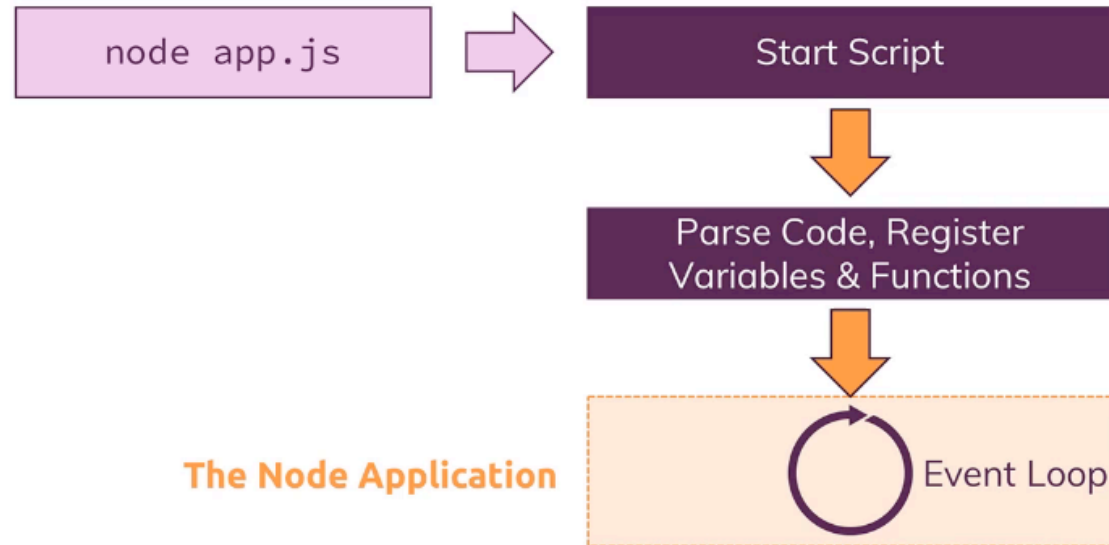 node app.js
Start Script
Parse Code, Register
Variables & Functions
The Node Application
Event Loop